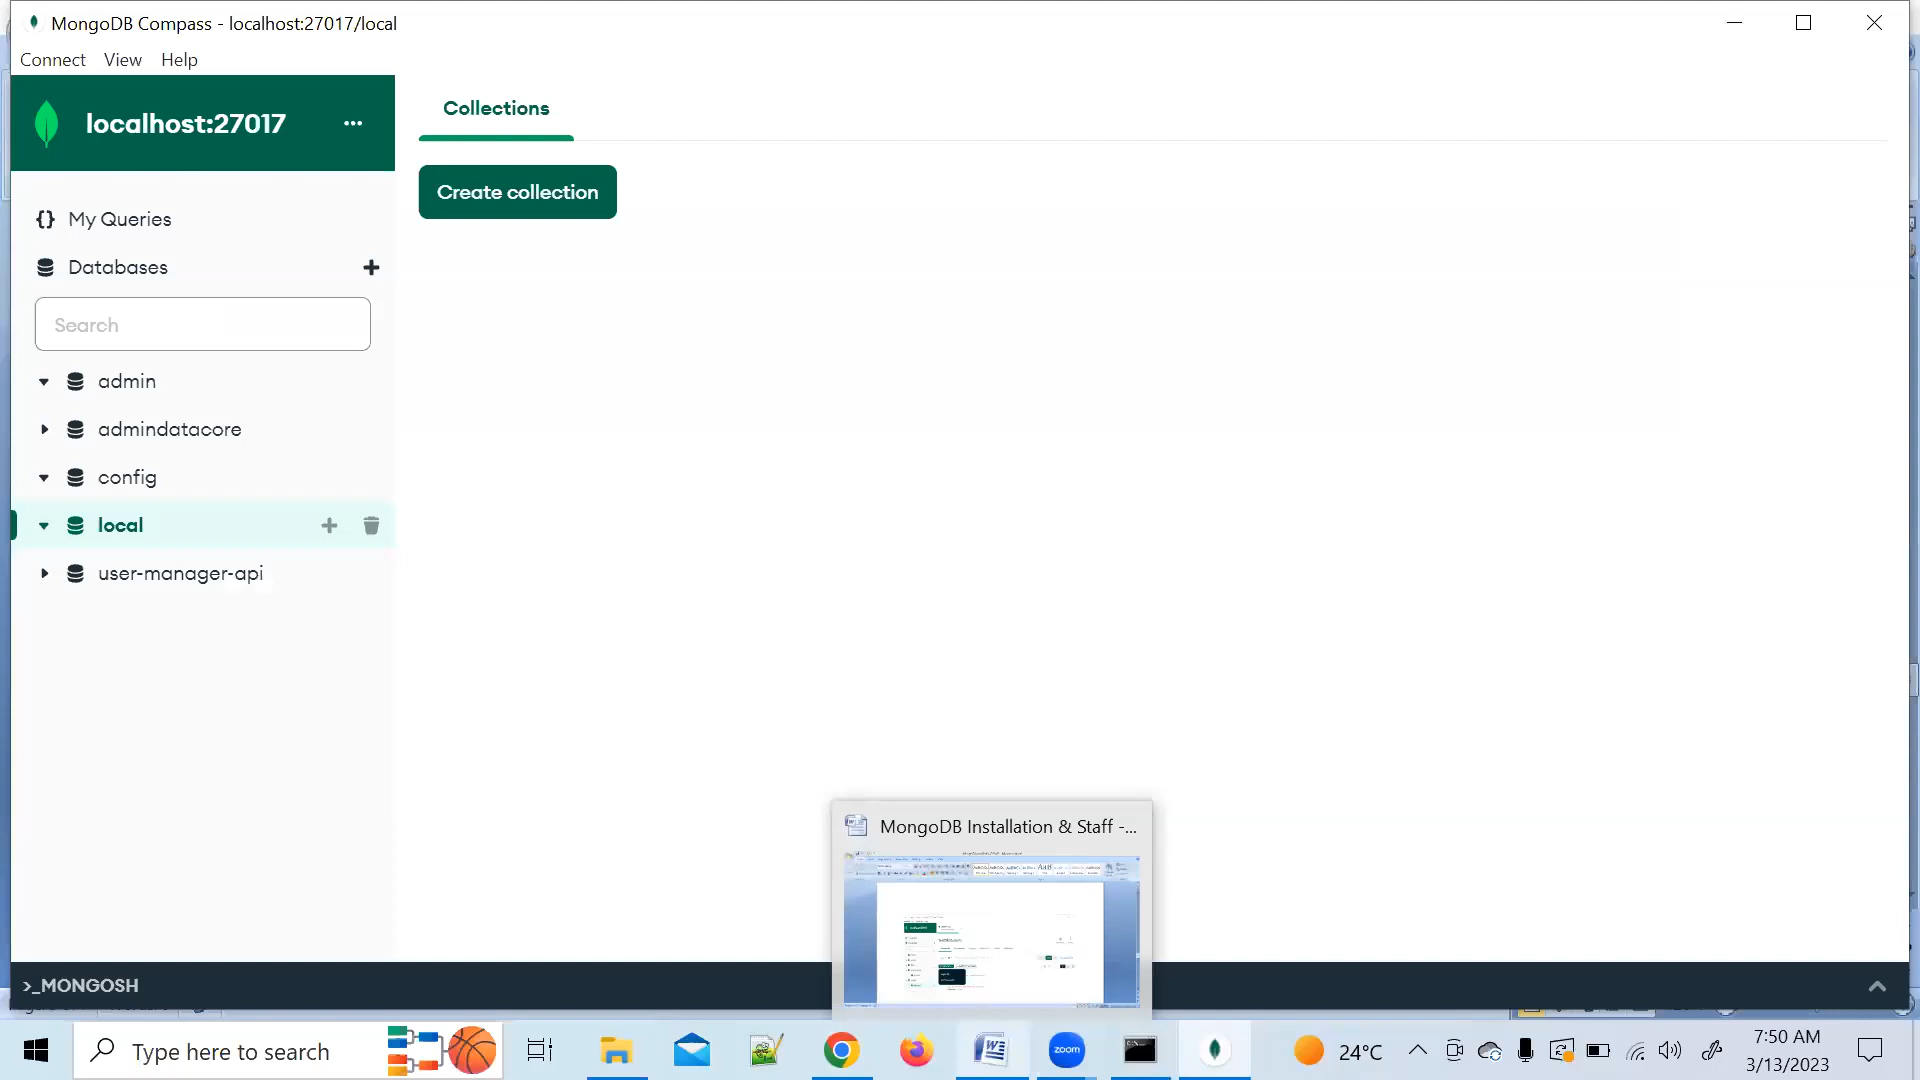 MongoDB Compass - localhost:27017/local
Connect View Help
localhost:27017
Collections
Create collection
My Queries
Databases
Search
admin
admindatacore
config
local
user-manager-api
MongoDB Installation & Staff -...
>_MONGOSH
Type here to search
zoom
24°C
7:50 AM
3/13/2023